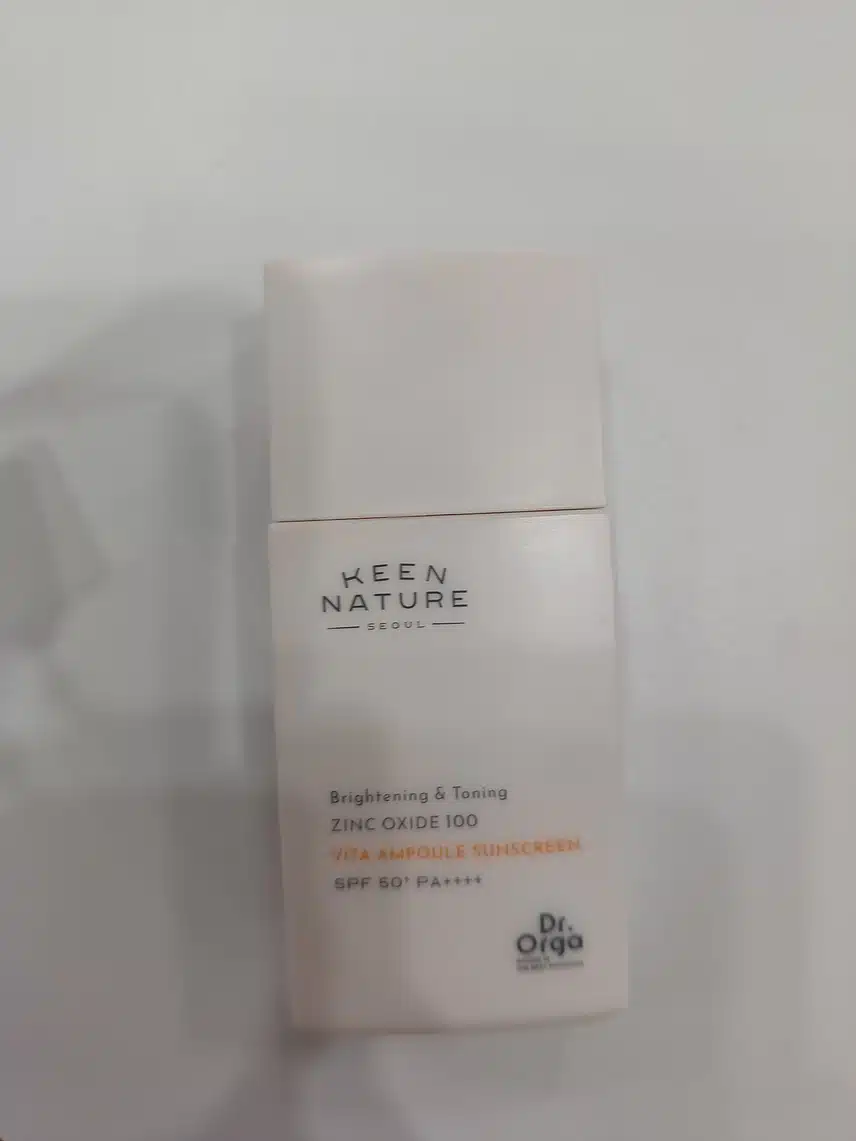 KEEN
NATURE
SEOUL
Brightening & Toning
ZINC OXIDE 100
VITA AMPOULE SUNSCREEN
SPF 50+ PA++++
Dr.
Orga